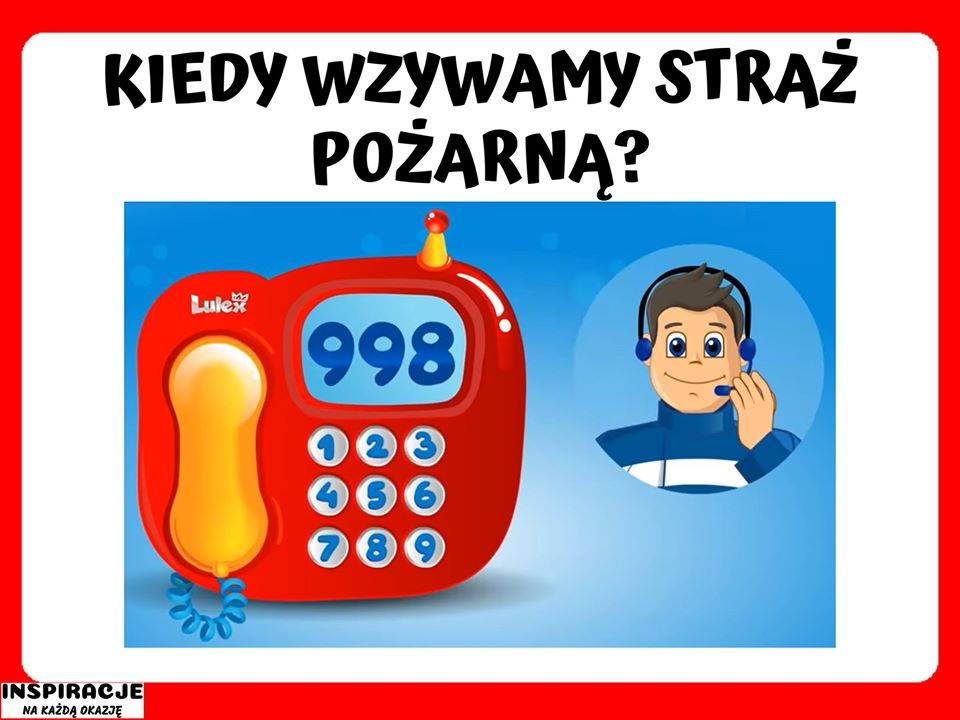 KIEDY WZYWAMY STRAŻ
POŻARNĄ?
Lulex
998
1 2 3
4 5 6
7 8 9
INSPIRACJE
NA KAŻDĄ OKAZJĘ